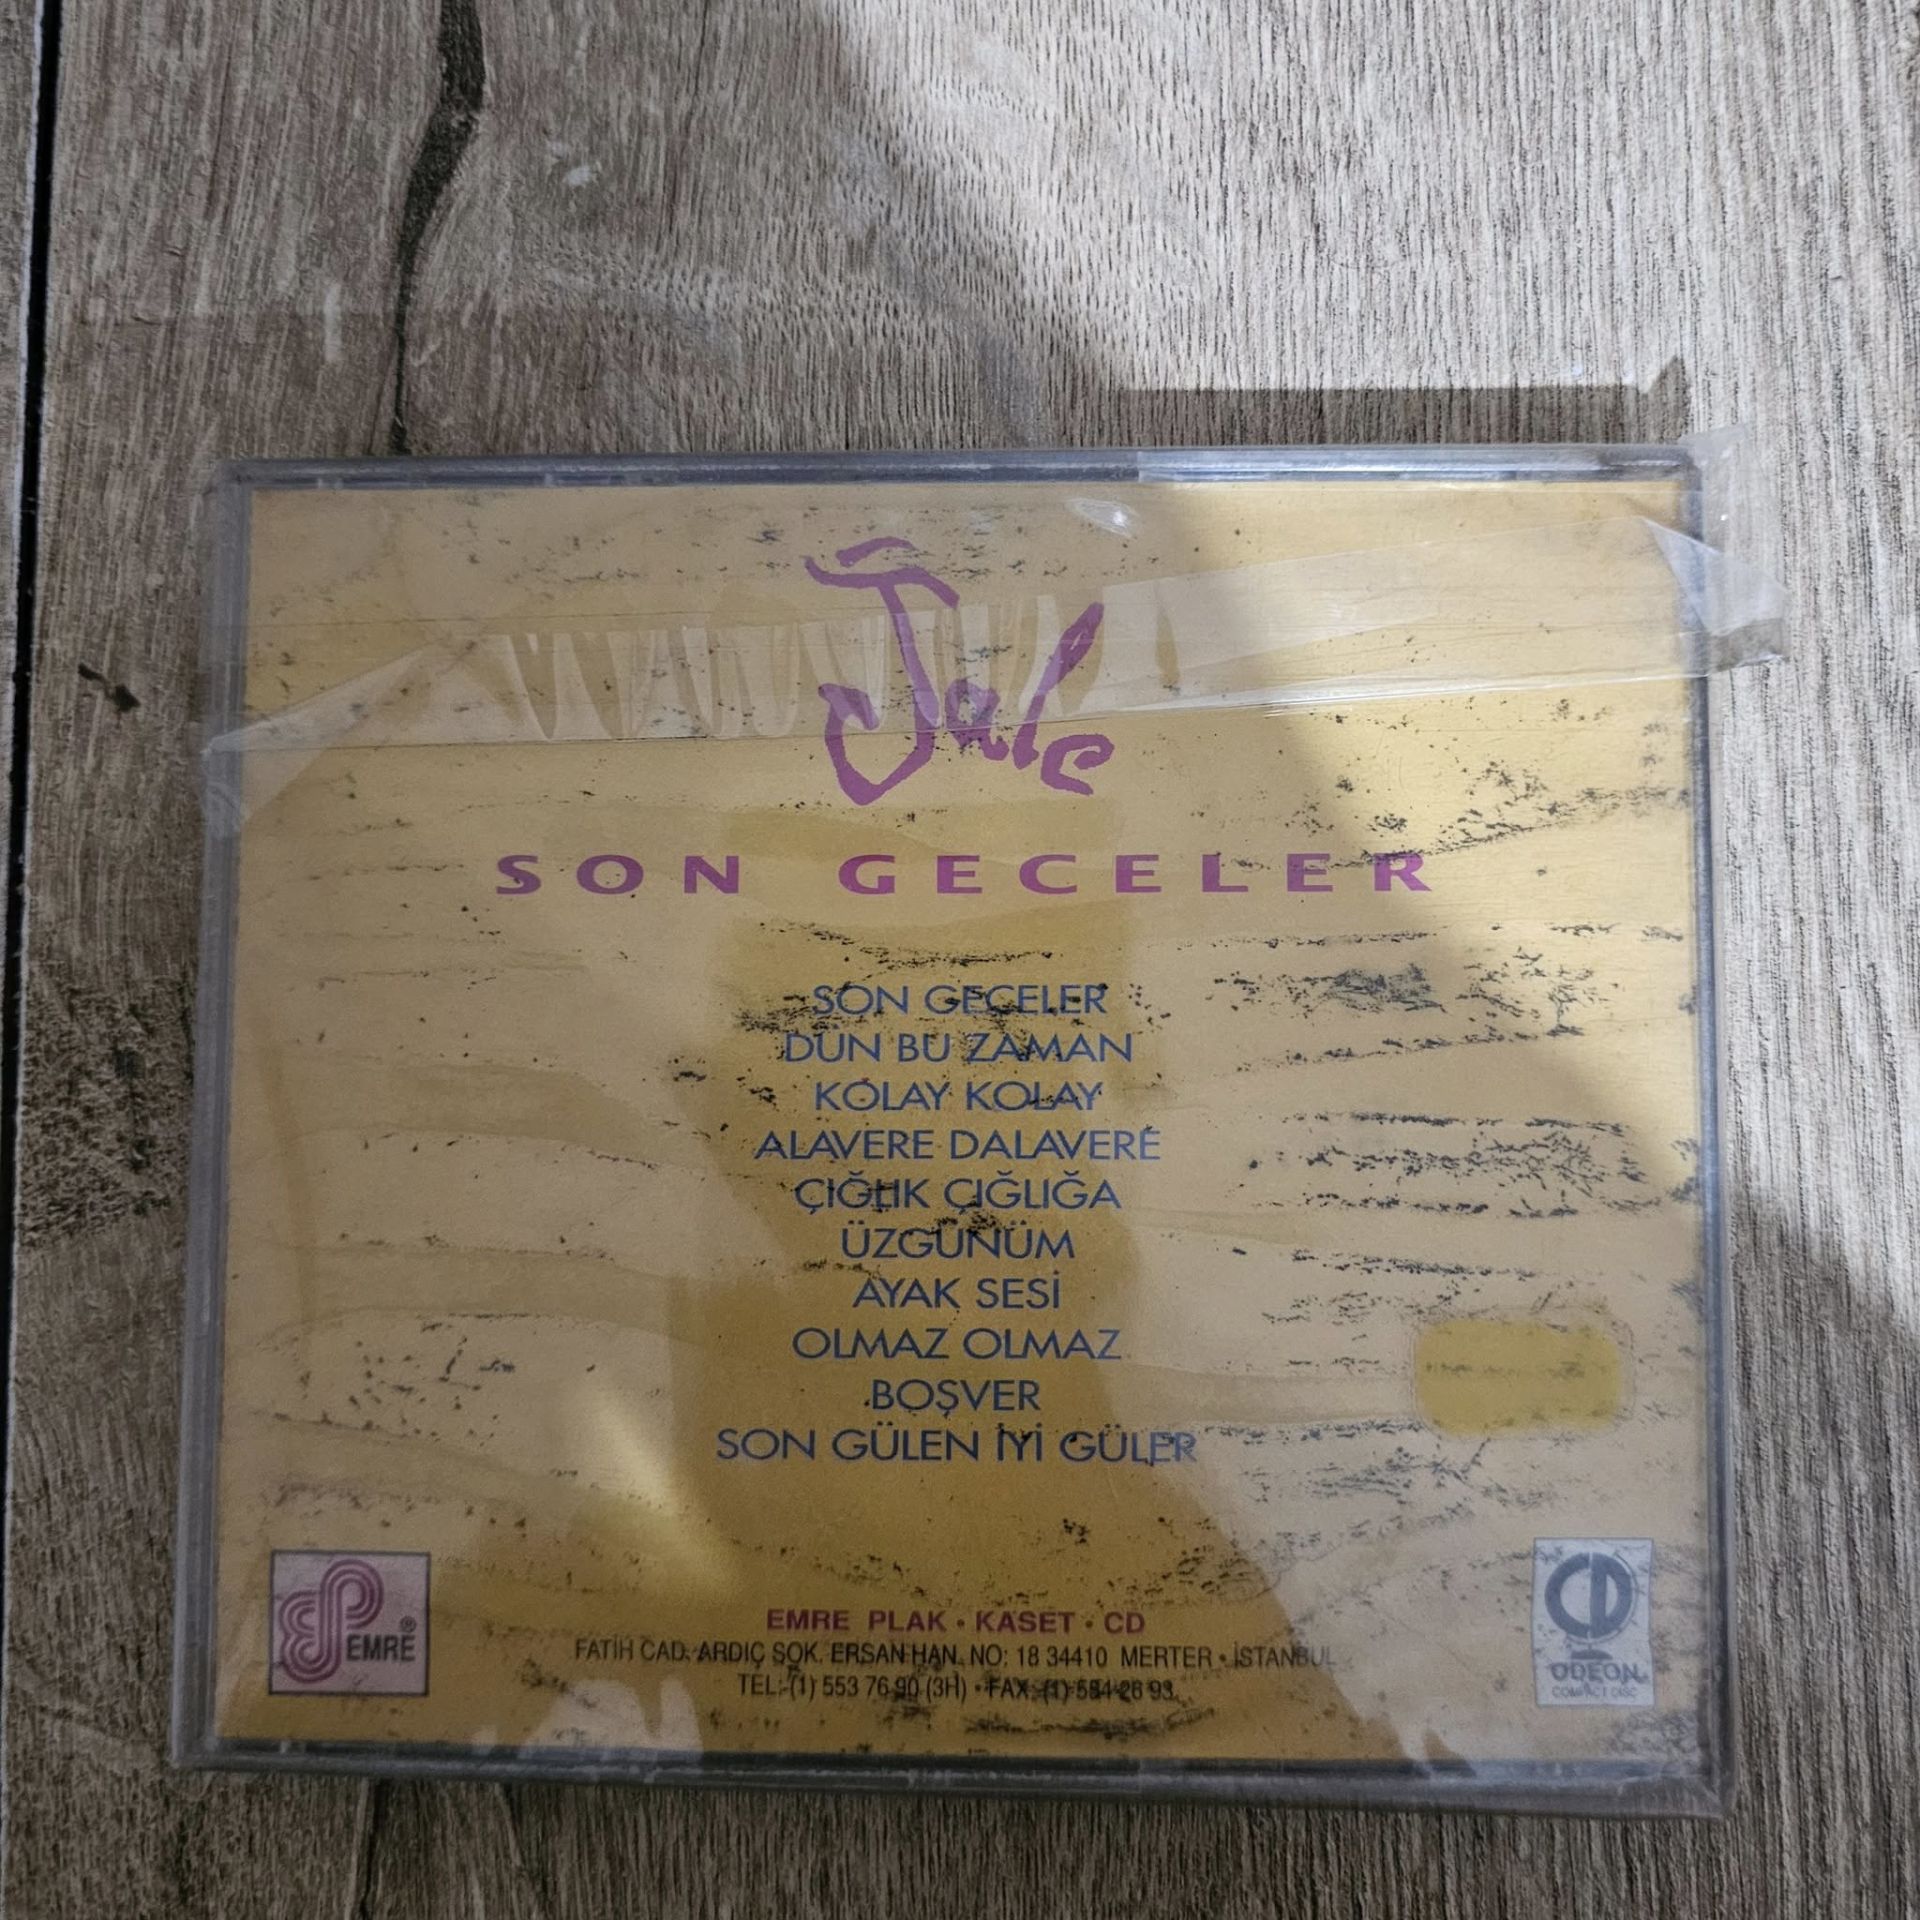 Jale
SON GECELER
SON GECELER
DÜN BU ZAMAN
KOLAY KOLAY
ALAVERE DALAVERE
ÇIĞLIK ÇIĞLIĞA
ÜZGÜNÜM
AYAK SESİ
OLMAZ OLMAZ
BOŞVER
SON GÜLEN İYİ GÜLER
EMRE PLAK • KASET • CD
FATİH CAD. ARDIÇ SOK. ERSAN HAN. NO: 18 34410 MERTER • İSTANBUL
TEL: (1) 553 76 90 (3H) • FAX: (1) 554 26 93
EMRE®
CD
ODEON
COMPACT DISC